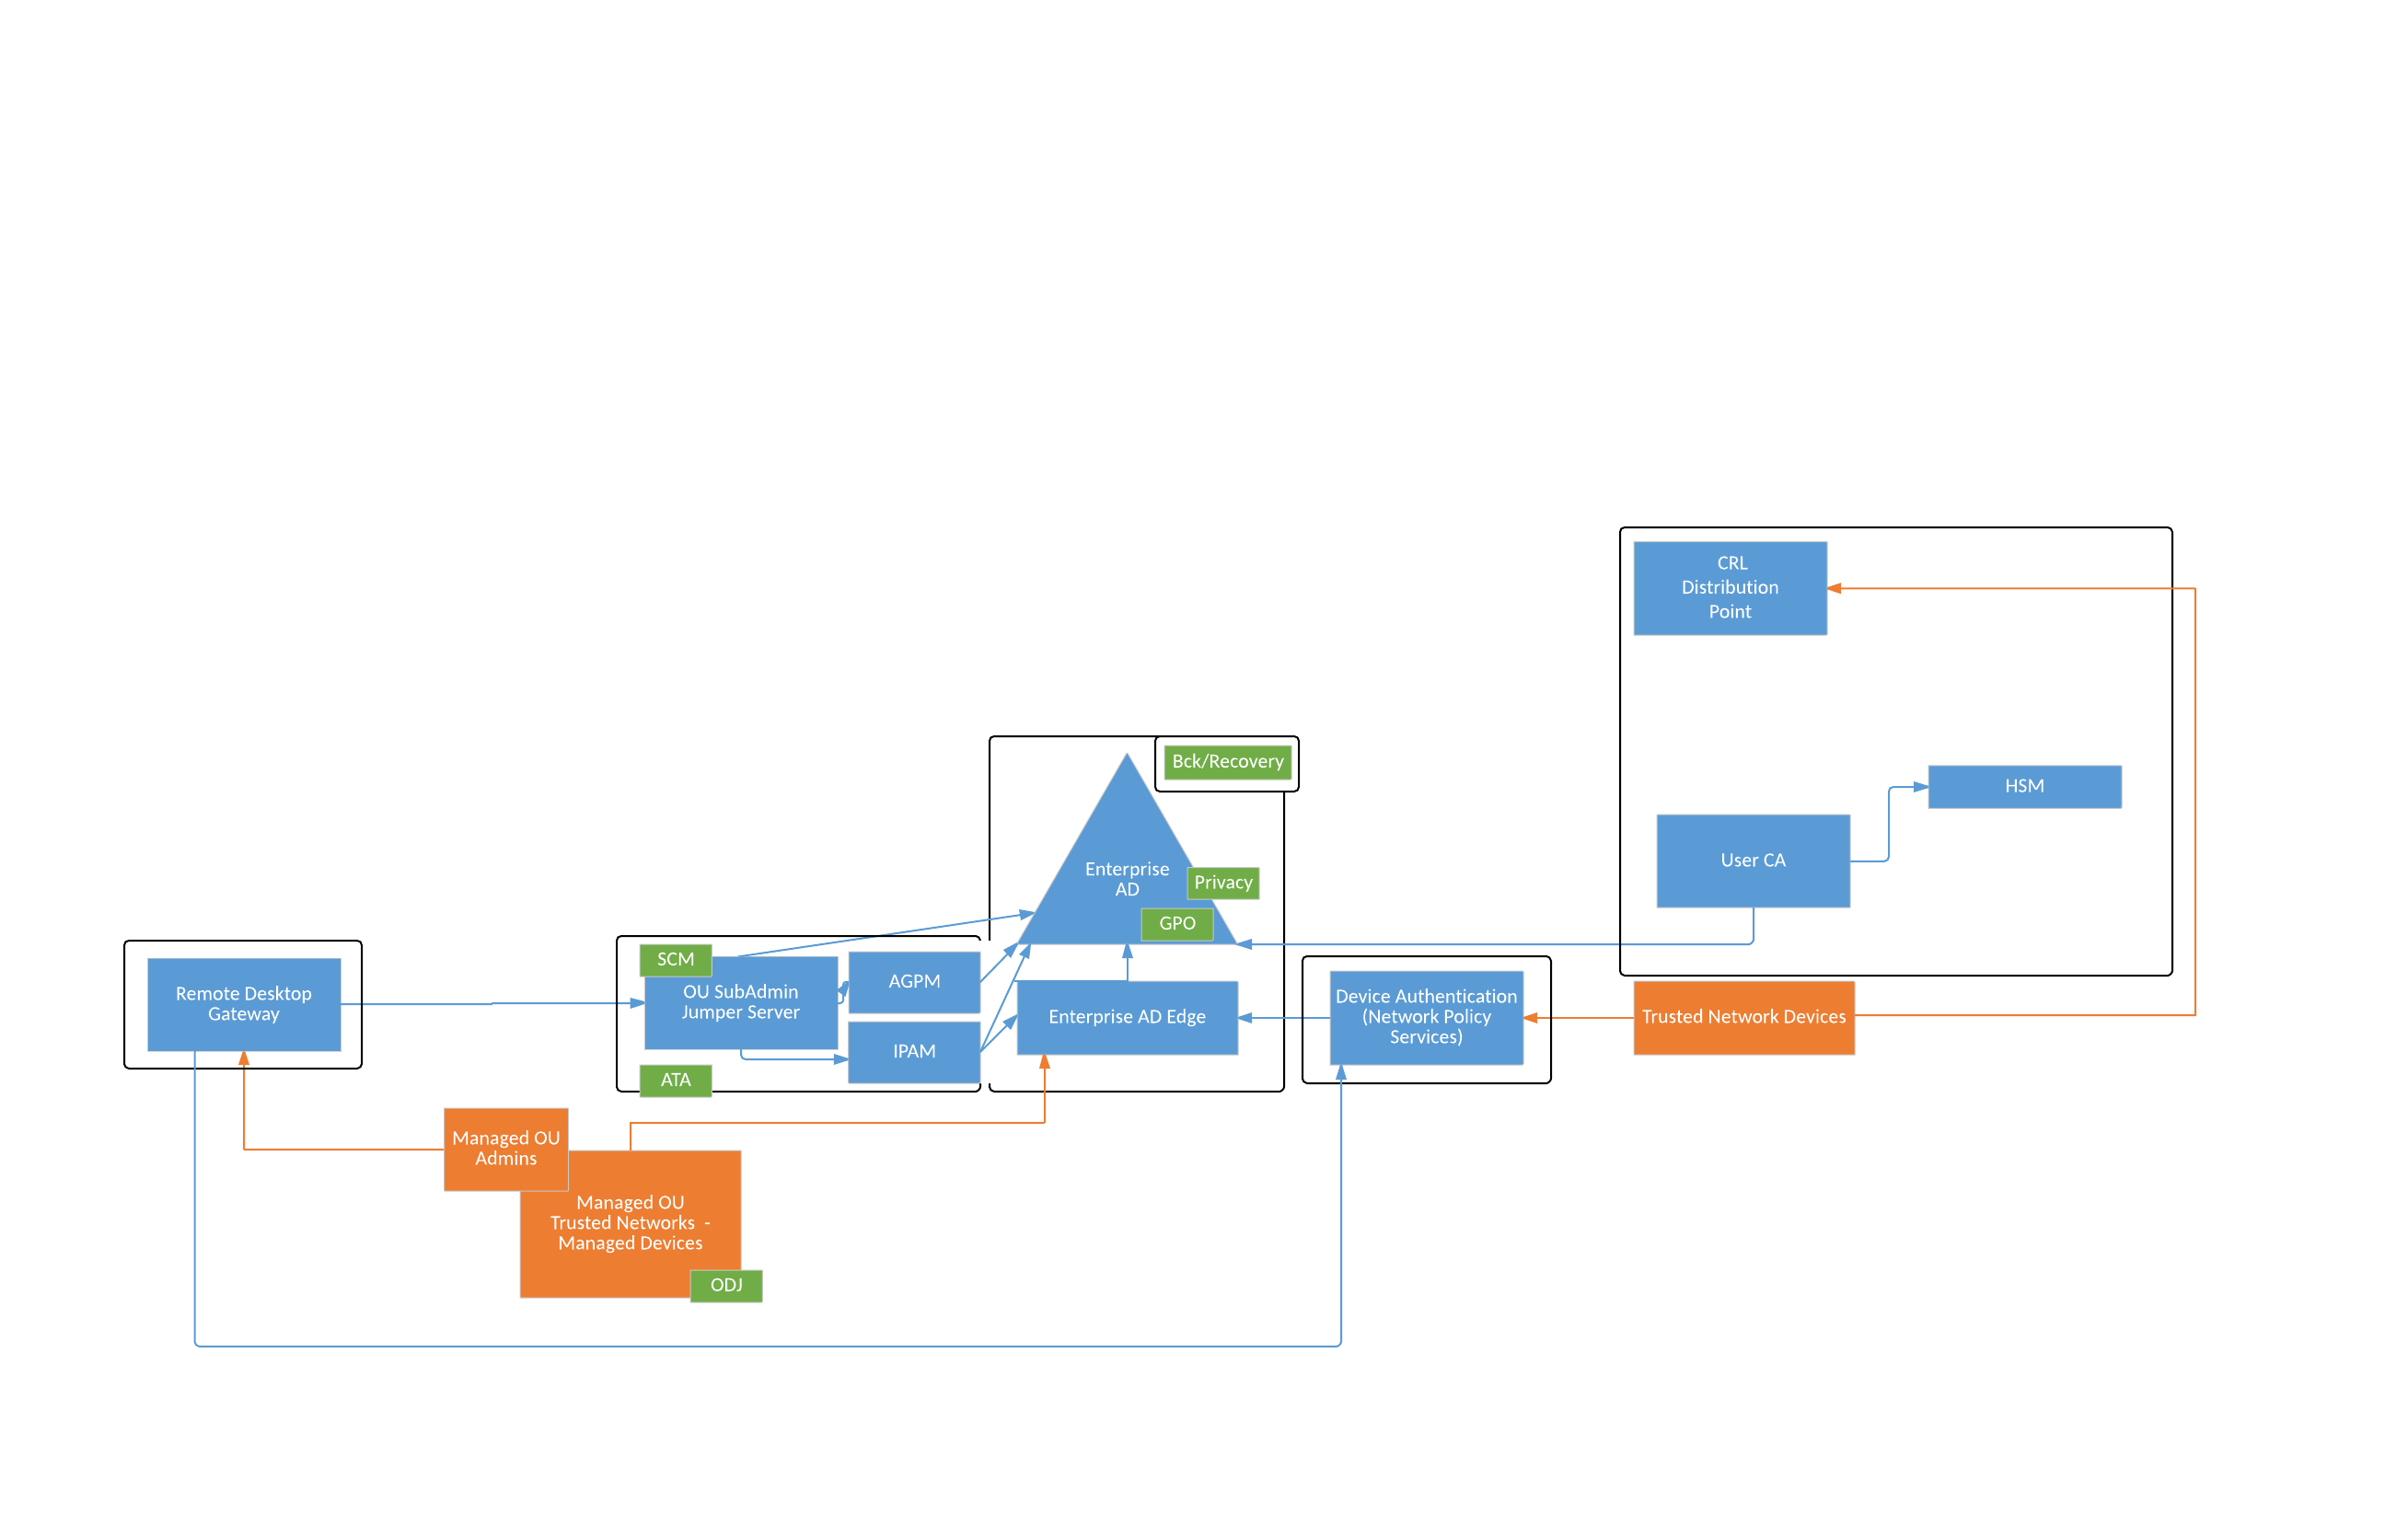 CRL
Distribution
Point
Bck/Recovery
HSM
User CA
Enterprise
AD
Privacy
GPO
SCM
AGPM
OU SubAdmin
Jumper Server
Remote Desktop
Gateway
Device Authentication
(Network Policy
Services)
Enterprise AD Edge
Trusted Network Devices
IPAM
ATA
Managed OU
Admins
Managed OU
Trusted Networks -
Managed Devices
ODJ